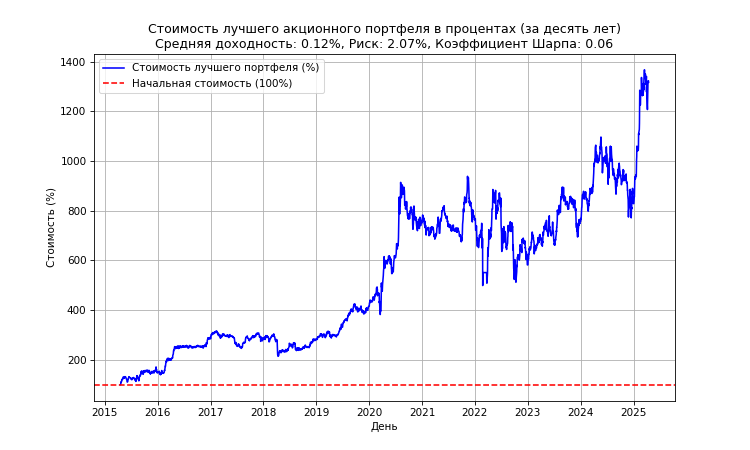 Стоимость лучшего акционного портфеля в процентах (за десять лет)
Средняя доходность: 0.12%, Риск: 2.07%, Коэффициент Шарпа: 0.06
Стоимость лучшего портфеля (%)
Начальная стоимость (100%)
Стоимость (%)
1400
1200
1000
800
600
400
200
2015 2016 2017 2018 2019 2020 2021 2022 2023 2024 2025
День